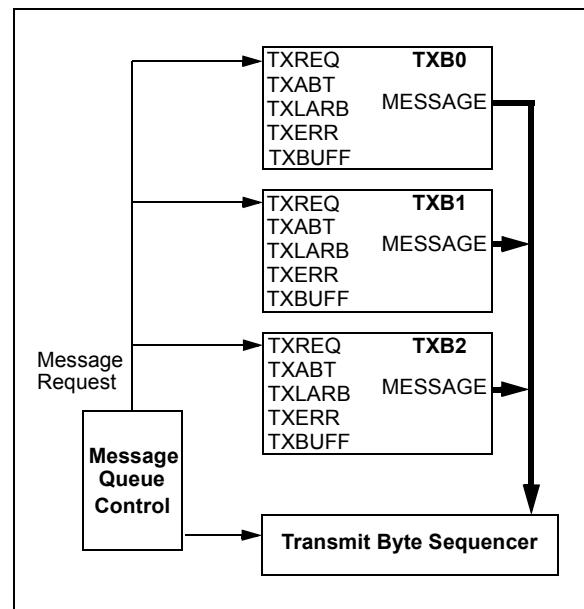 TXREQ TXB0
TXABT
TXLARB MESSAGE
TXERR
TXBUFF
TXREQ TXB1
TXABT
TXLARB MESSAGE
TXERR
TXBUFF
TXREQ TXB2
TXABT
TXLARB MESSAGE
TXERR
TXBUFF
Message
Request
Message
Queue
Control
Transmit Byte Sequencer